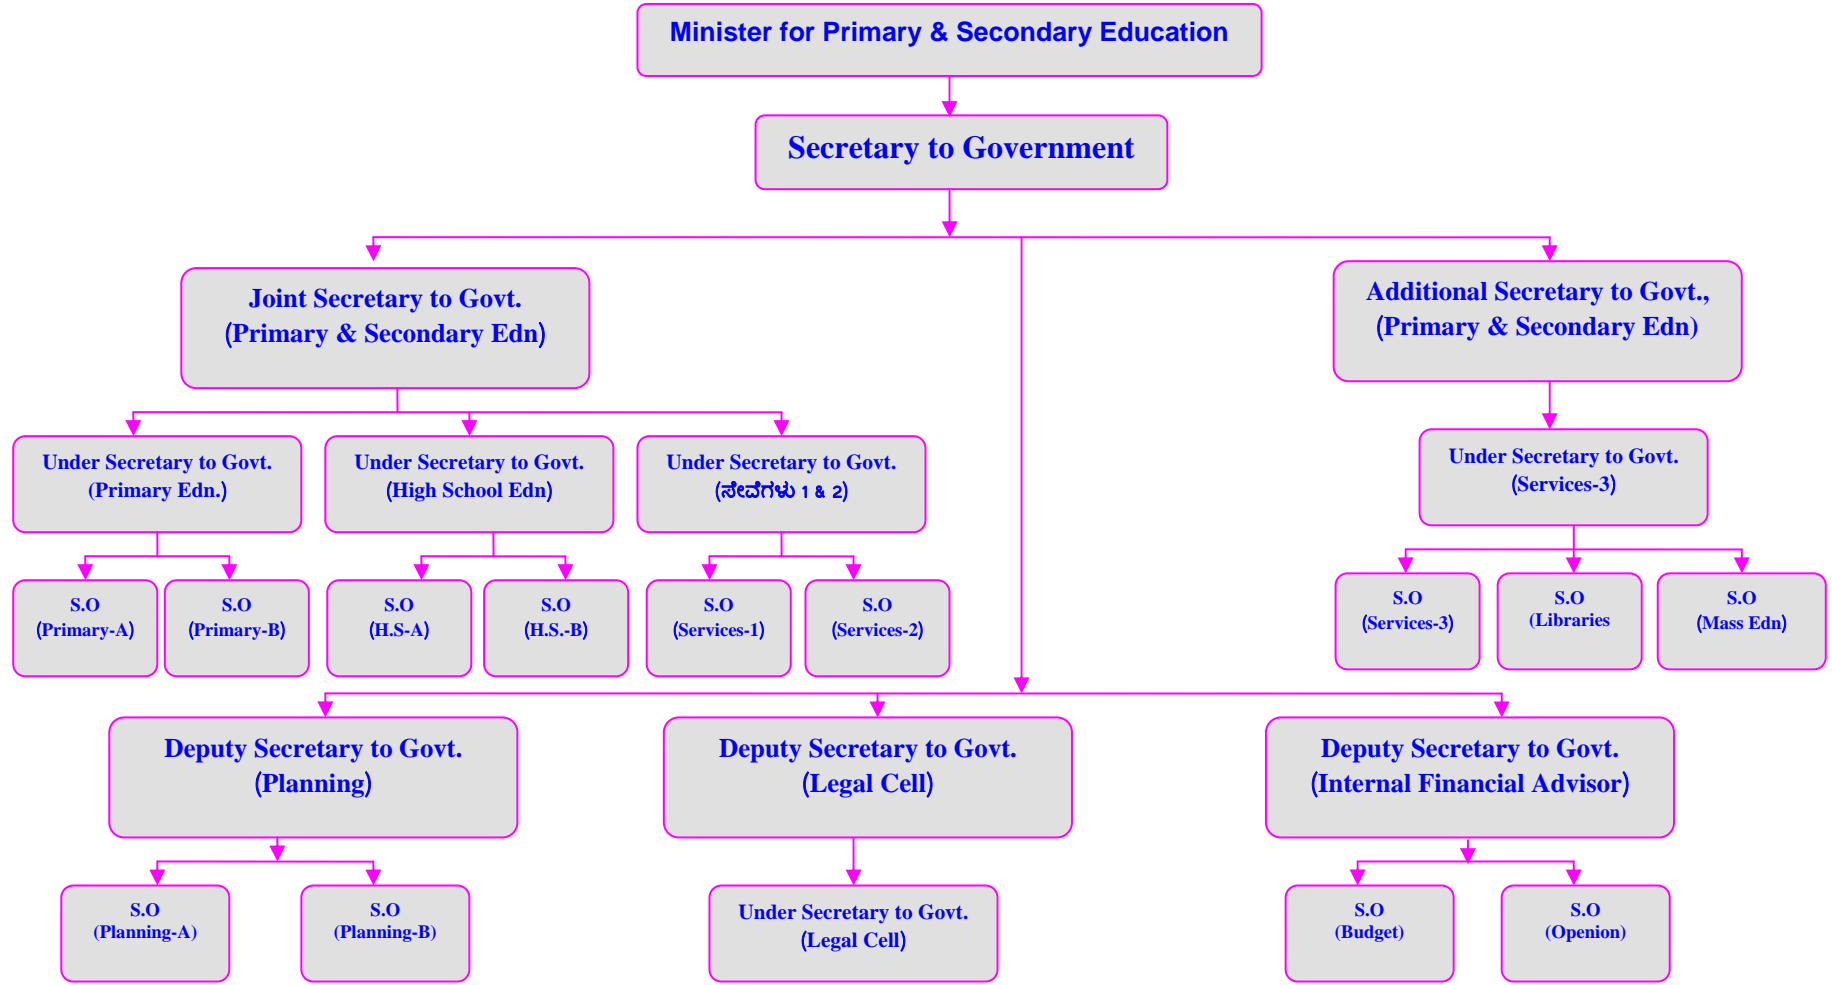 Minister for Primary & Secondary Education
Secretary to Government
Joint Secretary to Govt.
(Primary & Secondary Edn)
Additional Secretary to Govt.,
(Primary & Secondary Edn)
Under Secretary to Govt.
(Primary Edn.)
Under Secretary to Govt.
(High School Edn)
Under Secretary to Govt.
(ಸೇವೆಗಳು 1 & 2)
Under Secretary to Govt.
(Services-3)
S.O
(Primary-A)
S.O
(Primary-B)
S.O
(H.S-A)
S.O
(H.S.-B)
S.O
(Services-1)
S.O
(Services-2)
S.O
(Services-3)
S.O
(Libraries
S.O
(Mass Edn)
Deputy Secretary to Govt.
(Planning)
Deputy Secretary to Govt.
(Legal Cell)
Deputy Secretary to Govt.
(Internal Financial Advisor)
S.O
(Planning-A)
S.O
(Planning-B)
Under Secretary to Govt.
(Legal Cell)
S.O
(Budget)
S.O
(Openion)